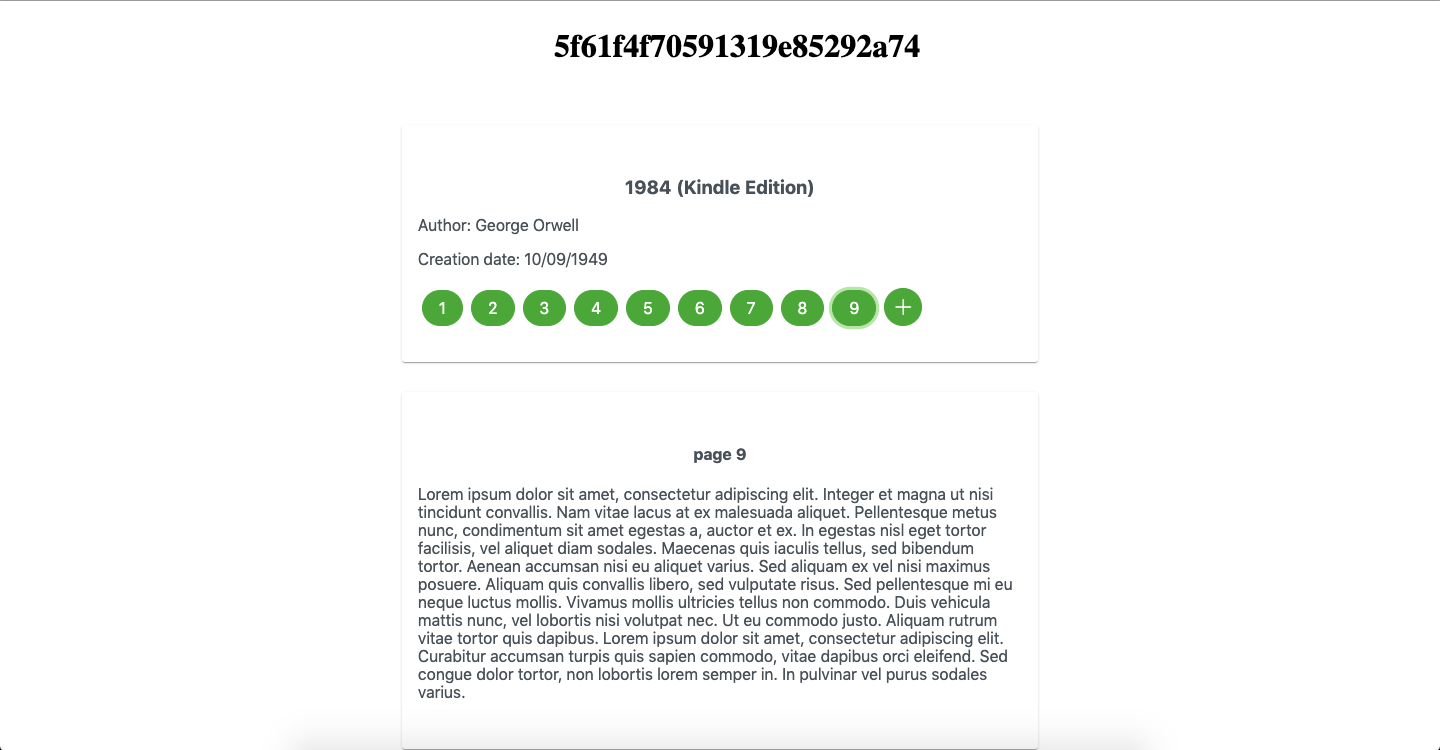 5f61f4f70591319e85292a74
1984 (Kindle Edition)
Author: George Orwell
Creation date: 10/09/1949
1 2 3 4 5 6 7 8 9 +
page 9
Lorem ipsum dolor sit amet, consectetur adipiscing elit. Integer et magna ut nisi
tincidunt convallis. Nam vitae lacus at ex malesuada aliquet. Pellentesque metus
nunc, condimentum sit amet egestas a, auctor et ex. In egestas nisl eget tortor
facilisis, vel aliquet diam sodales. Maecenas quis iaculis tellus, sed bibendum
tortor. Aenean accumsan nisi eu aliquet varius. Sed aliquam ex vel nisi maximus
posuere. Aliquam quis convallis libero, sed vulputate risus. Sed pellentesque mi eu
neque luctus mollis. Vivamus mollis ultricies tellus non commodo. Duis vehicula
mattis nunc, vel lobortis nisi volutpat nec. Ut eu commodo justo. Aliquam rutrum
vitae tortor quis dapibus. Lorem ipsum dolor sit amet, consectetur adipiscing elit.
Curabitur accumsan turpis quis sapien commodo, vitae dapibus orci eleifend. Sed
congue dolor tortor, non lobortis lorem semper in. In pulvinar vel purus sodales
varius.